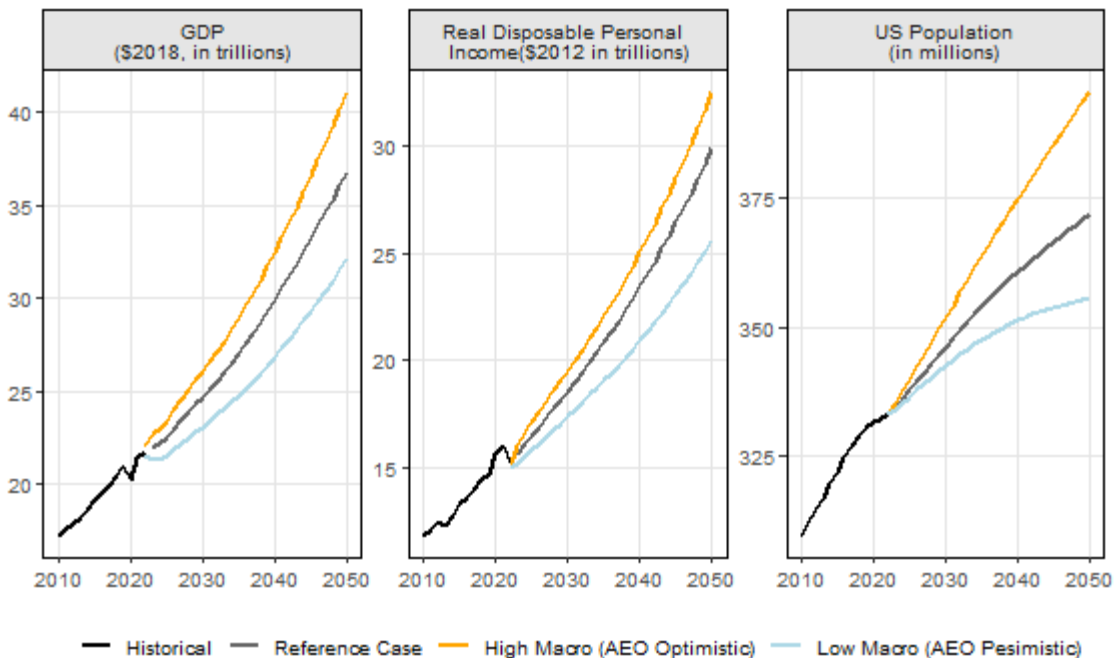 GDP
($2018, in trillions)
Real Disposable Personal
Income($2012 in trillions)
US Population
(in millions)
40
35
30
25
20
30
25
20
15
375
350
325
2010 2020 2030 2040 2050
2010 2020 2030 2040 2050
2010 2020 2030 2040 2050
Historical Reference Case High Macro (AEO Optimistic) Low Macro (AEO Pesimistic)